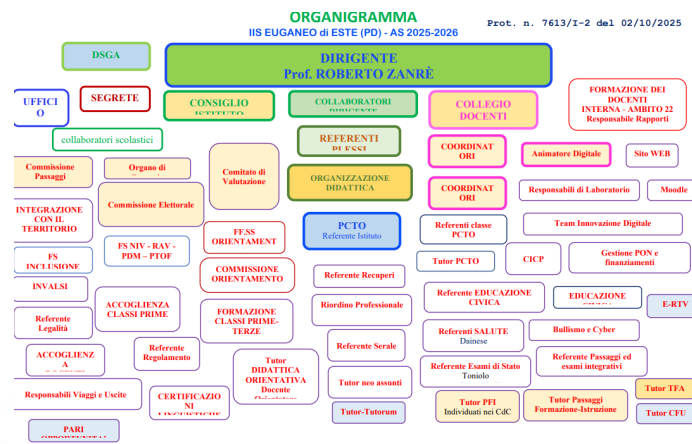 ORGANIGRAMMA
IIS EUGANEO di ESTE (PD) - AS 2025-2026
Prot. n. 7613/I-2 del 02/10/2025
DSGA
DIRIGENTE
Prof. ROBERTO ZANRÈ
UFFICI
O
SEGRETE
CONSIGLIO
ISTITUTO
COLLABORATORI
DIRIGENTE
COLLEGIO
DOCENTI
FORMAZIONE DEI
DOCENTI
INTERNA - AMBITO 22
Responsabile Rapporti
collaboratori scolastici
REFERENTI
PLESSI
COORDINAT
ORI
Animatore Digitale
Sito WEB
Commissione
Passaggi
Organo di
Comitato di
Valutazione
ORGANIZZAZIONE
DIDATTICA
Commissione Elettorale
COORDINAT
ORI
Responsabili di Laboratorio
Moodle
INTEGRAZIONE
CON IL
TERRITORIO
FF.SS
ORIENTAMENT
PCTO
Referente Istituto
Referenti classe
PCTO
Team Innovazione Digitale
FS
INCLUSIONE
FS NIV - RAV -
PDM – PTOF
Tutor PCTO
CICP
Gestione PON e
finanziamenti
COMMISSIONE
ORIENTAMENTO
Referente Recuperi
INVALSI
ACCOGLIENZA
CLASSI PRIME
Referente EDUCAZIONE
CIVICA
EDUCAZIONE
E-RTV
Referente
Legalità
FORMAZIONE
CLASSI PRIME-
TERZE
Riordino Professionale
Referenti SALUTE
Dainese
Bullismo e Cyber
Referente
Regolamento
Referente Serale
ACCOGLIENZ
A
Tutor
DIDATTICA
ORIENTATIVA
Docente
Orientatore
Referente Esami di Stato
Toniolo
Referente Passaggi ed
esami integrativi
Responsabili Viaggi e Uscite
CERTIFICAZIO
NI
LINGUISTICHE
Tutor neo assunti
Tutor PFI
Individuati nei CdC
Tutor Passaggi
Formazione-Istruzione
Tutor TFA
Tutor-Tutorum
Tutor CFU
PARI
OPPORTUNITA'